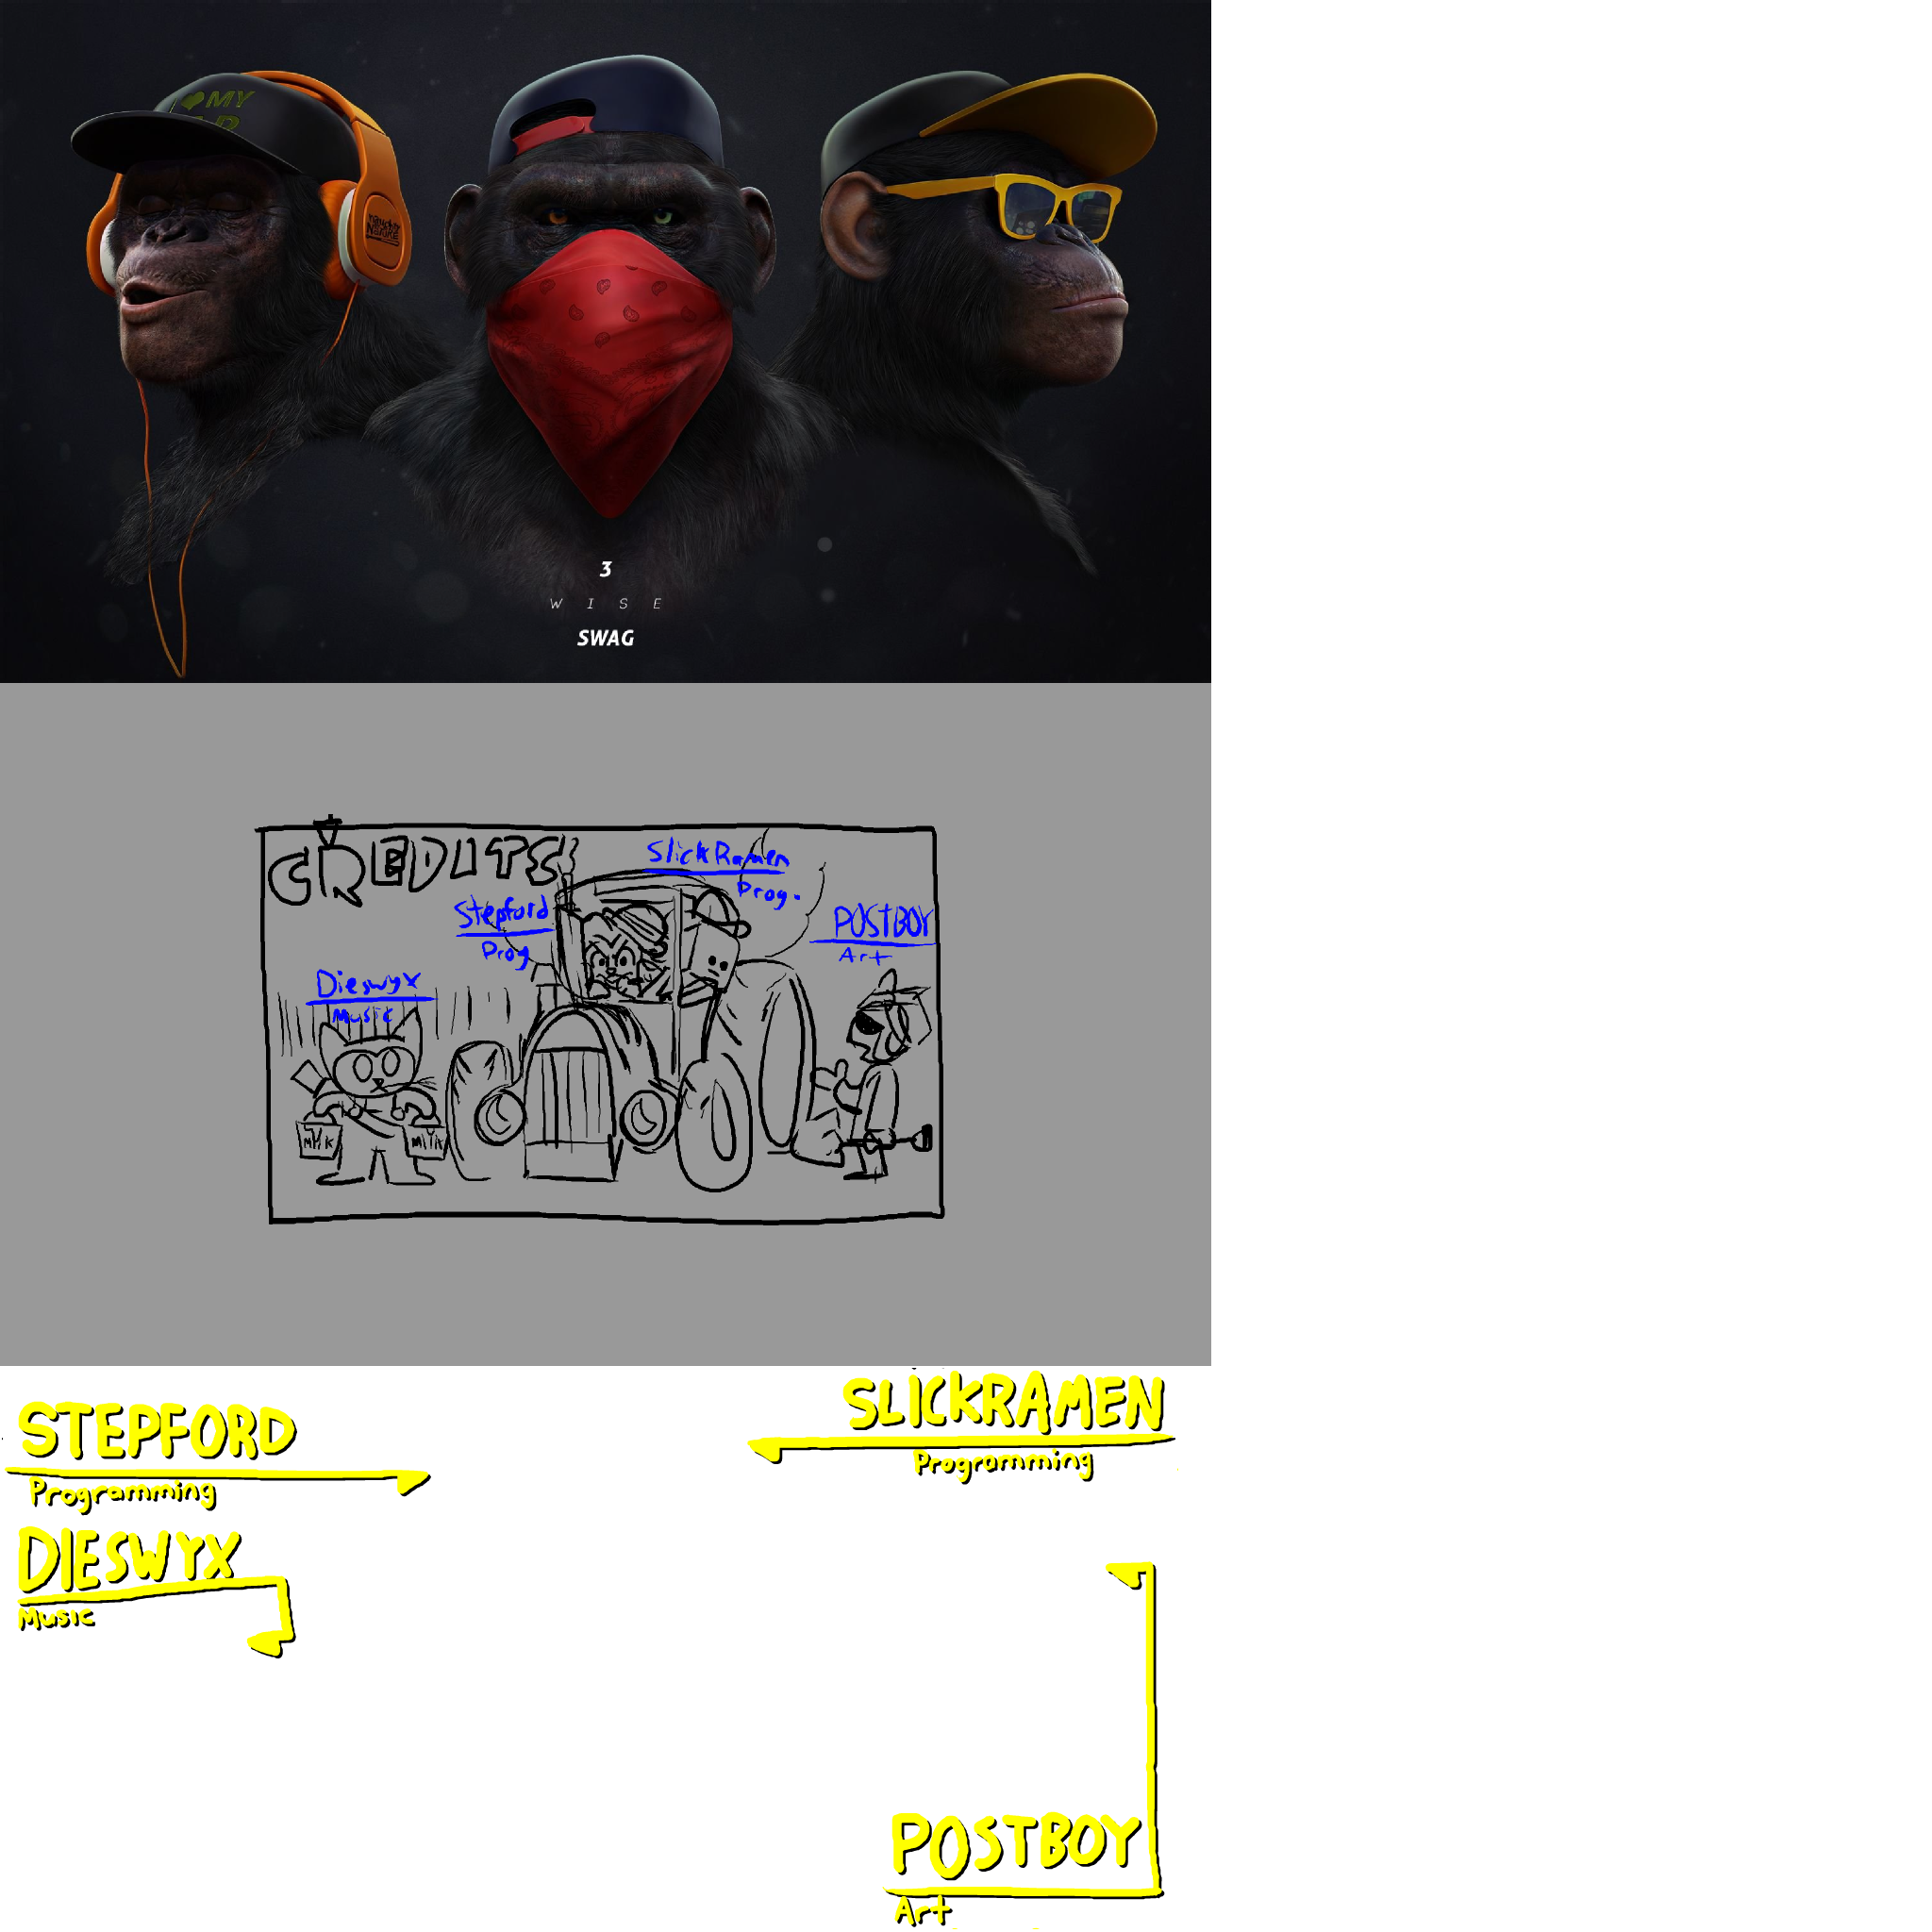 MY
3
WISE
SWAG
CREDITS
SlickRamen
Prog.
Stepford
Prog
POSTBOY
Art
Dieswyx
Music
Milk
Milk
STEPFORD
Programming
SLICKRAMEN
Programming
DIESWYX
Music
POSTBOY
Art